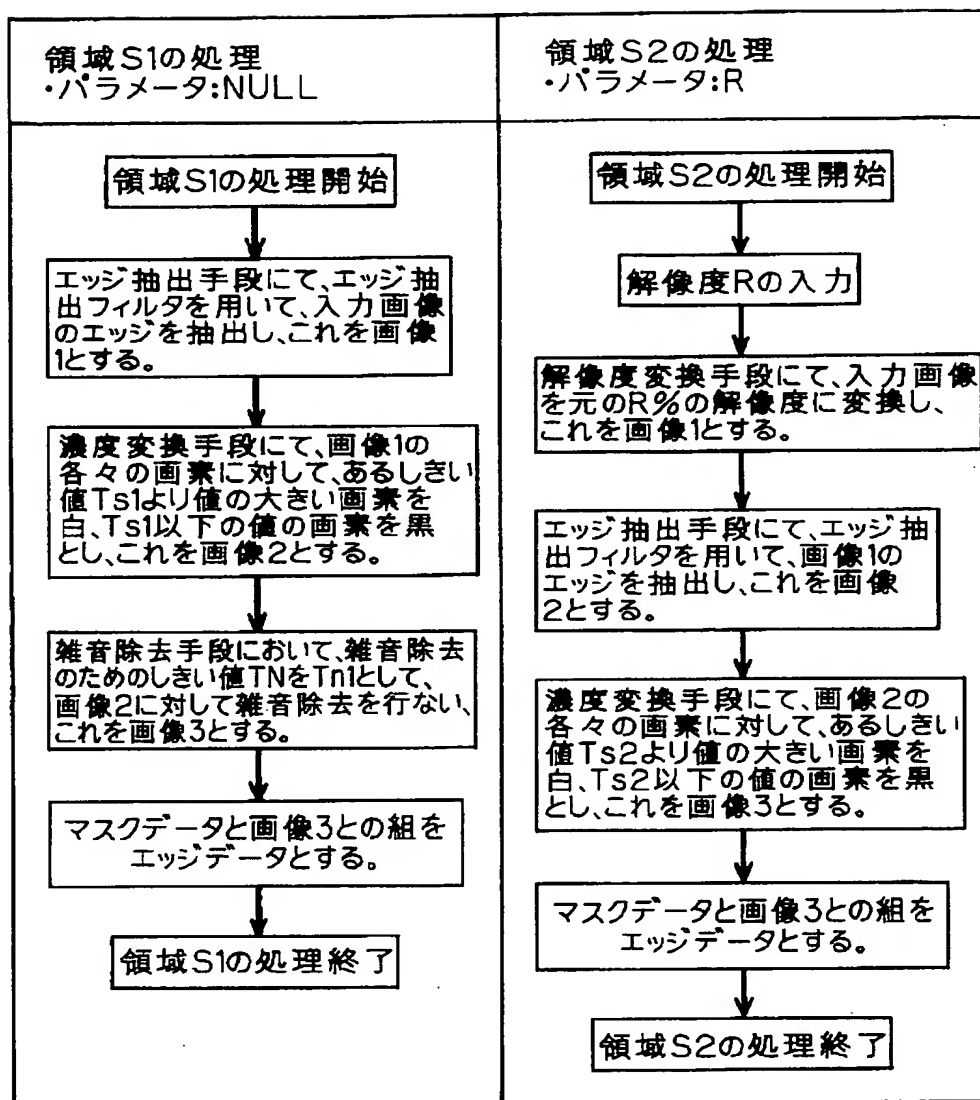 領域S1の処理
・パラメータ:NULL
領域S1の処理開始
エッジ抽出手段にて、エッジ抽
出フィルタを用いて、入力画像
のエッジを抽出し、これを画像
1とする。
濃度変換手段にて、画像1の
各々の画素に対して、あるしきい
値Ts1より値の大きい画素を
白、Ts1以下の値の画素を黒
とし、これを画像2とする。
雑音除去手段において、雑音除去
のためのしきい値TNをTn1として、
画像2に対して雑音除去を行ない、
これを画像3とする。
マスクデータと画像3との組を
エッジデータとする。
領域S1の処理終了
領域S2の処理
・パラメータ:R
領域S2の処理開始
解像度Rの入力
解像度変換手段にて、入力画像
を元のR%の解像度に変換し、
これを画像1とする。
エッジ抽出手段にて、エッジ抽
出フィルタを用いて、画像1の
エッジを抽出し、これを画像
2とする。
濃度変換手段にて、画像2の
各々の画素に対して、あるしきい
値Ts2より値の大きい画素を
白、Ts2以下の値の画素を黒
とし、これを画像3とする。
マスクデータと画像3との組を
エッジデータとする。
領域S2の処理終了